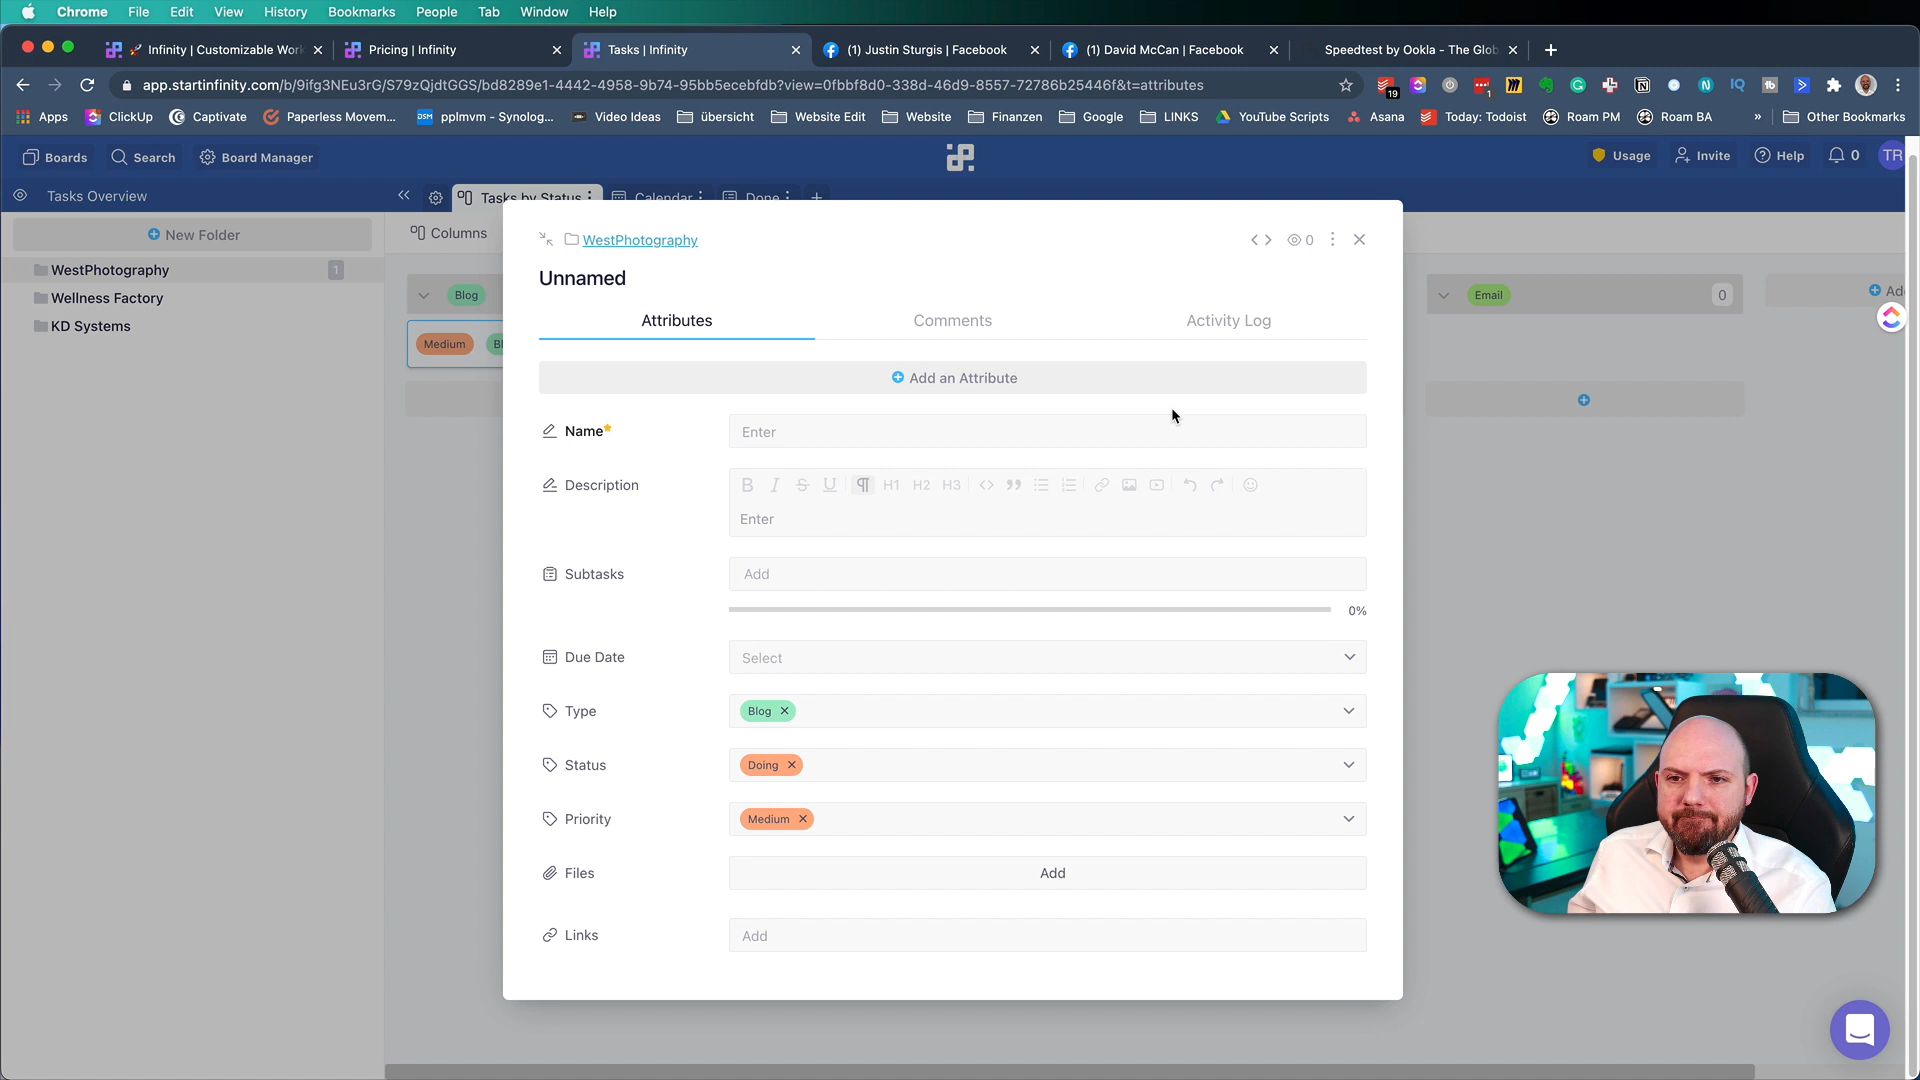 Chrome File Edit View History Bookmarks People Tab Window Help
Infinity | Customizable Work
Pricing | Infinity
Tasks | Infinity
(1) Justin Sturgis | Facebook
(1) David McCan | Facebook
Speedtest by Ookla - The Glob
app.startinfinity.com/b/9ifg3NEu3rG/S79zQjdtGGS/bd8289e1-4442-4958-9b74-95bb5ecebfdb?view=0fbbf8d0-338d-46d9-8557-72786b25446f&t=attributes
19
1
Apps ClickUp Captivate Paperless Movem... DSM pplmvm - Synolog... Video Ideas übersicht Website Edit Website Finanzen Google LINKS YouTube Scripts Asana Today: Todoist Roam PM Roam BA » Other Bookmarks
Boards Search Board Manager Usage Invite Help 0 TR
Tasks Overview
Tasks by Status
Calendar
Done
New Folder
Columns
WestPhotography 1
Wellness Factory
KD Systems
Blog
Medium
Bl
Email 0
Ad
WestPhotography
0
Unnamed
Attributes Comments Activity Log
Add an Attribute
Name* Enter
Description B I S U ¶ H1 H2 H3
Enter
Subtasks Add
0%
Due Date Select
Type Blog
Status Doing
Priority Medium
Files Add
Links Add